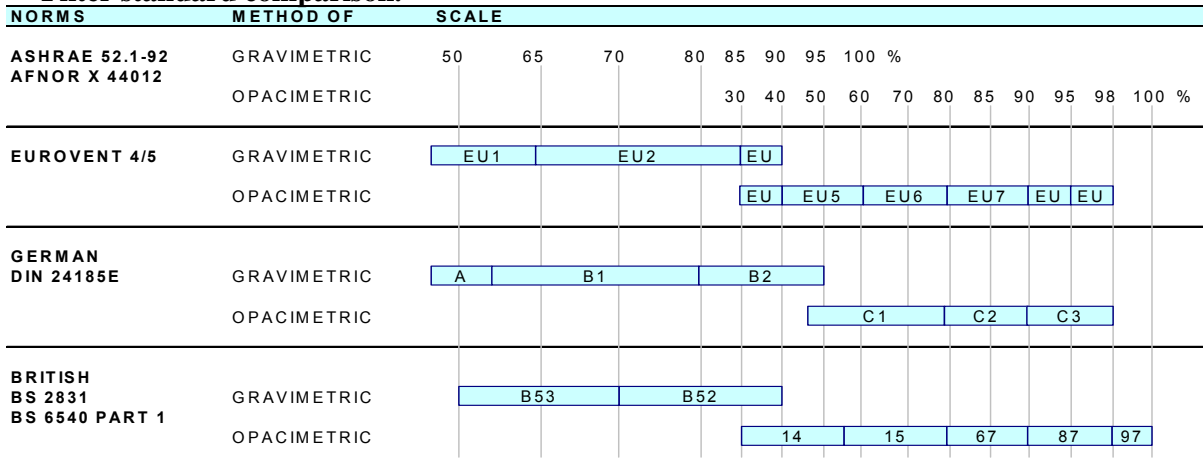 Filter standard comparison.
NORMS METHOD OF SCALE
ASHRAE 52.1-92 GRAVIMETRIC 50 65 70 80 85 90 95 100 %
AFNOR X 44012
OPACIMETRIC 30 40 50 60 70 80 85 90 95 98 100 %
EUROVENT 4/5 GRAVIMETRIC EU1 EU2 EU
OPACIMETRIC EU EU5 EU6 EU7 EU EU
GERMAN
DIN 24185E GRAVIMETRIC A B1 B2
OPACIMETRIC C1 C2 C3
BRITISH
BS 2831 GRAVIMETRIC B53 B52
BS 6540 PART 1
OPACIMETRIC 14 15 67 87 97